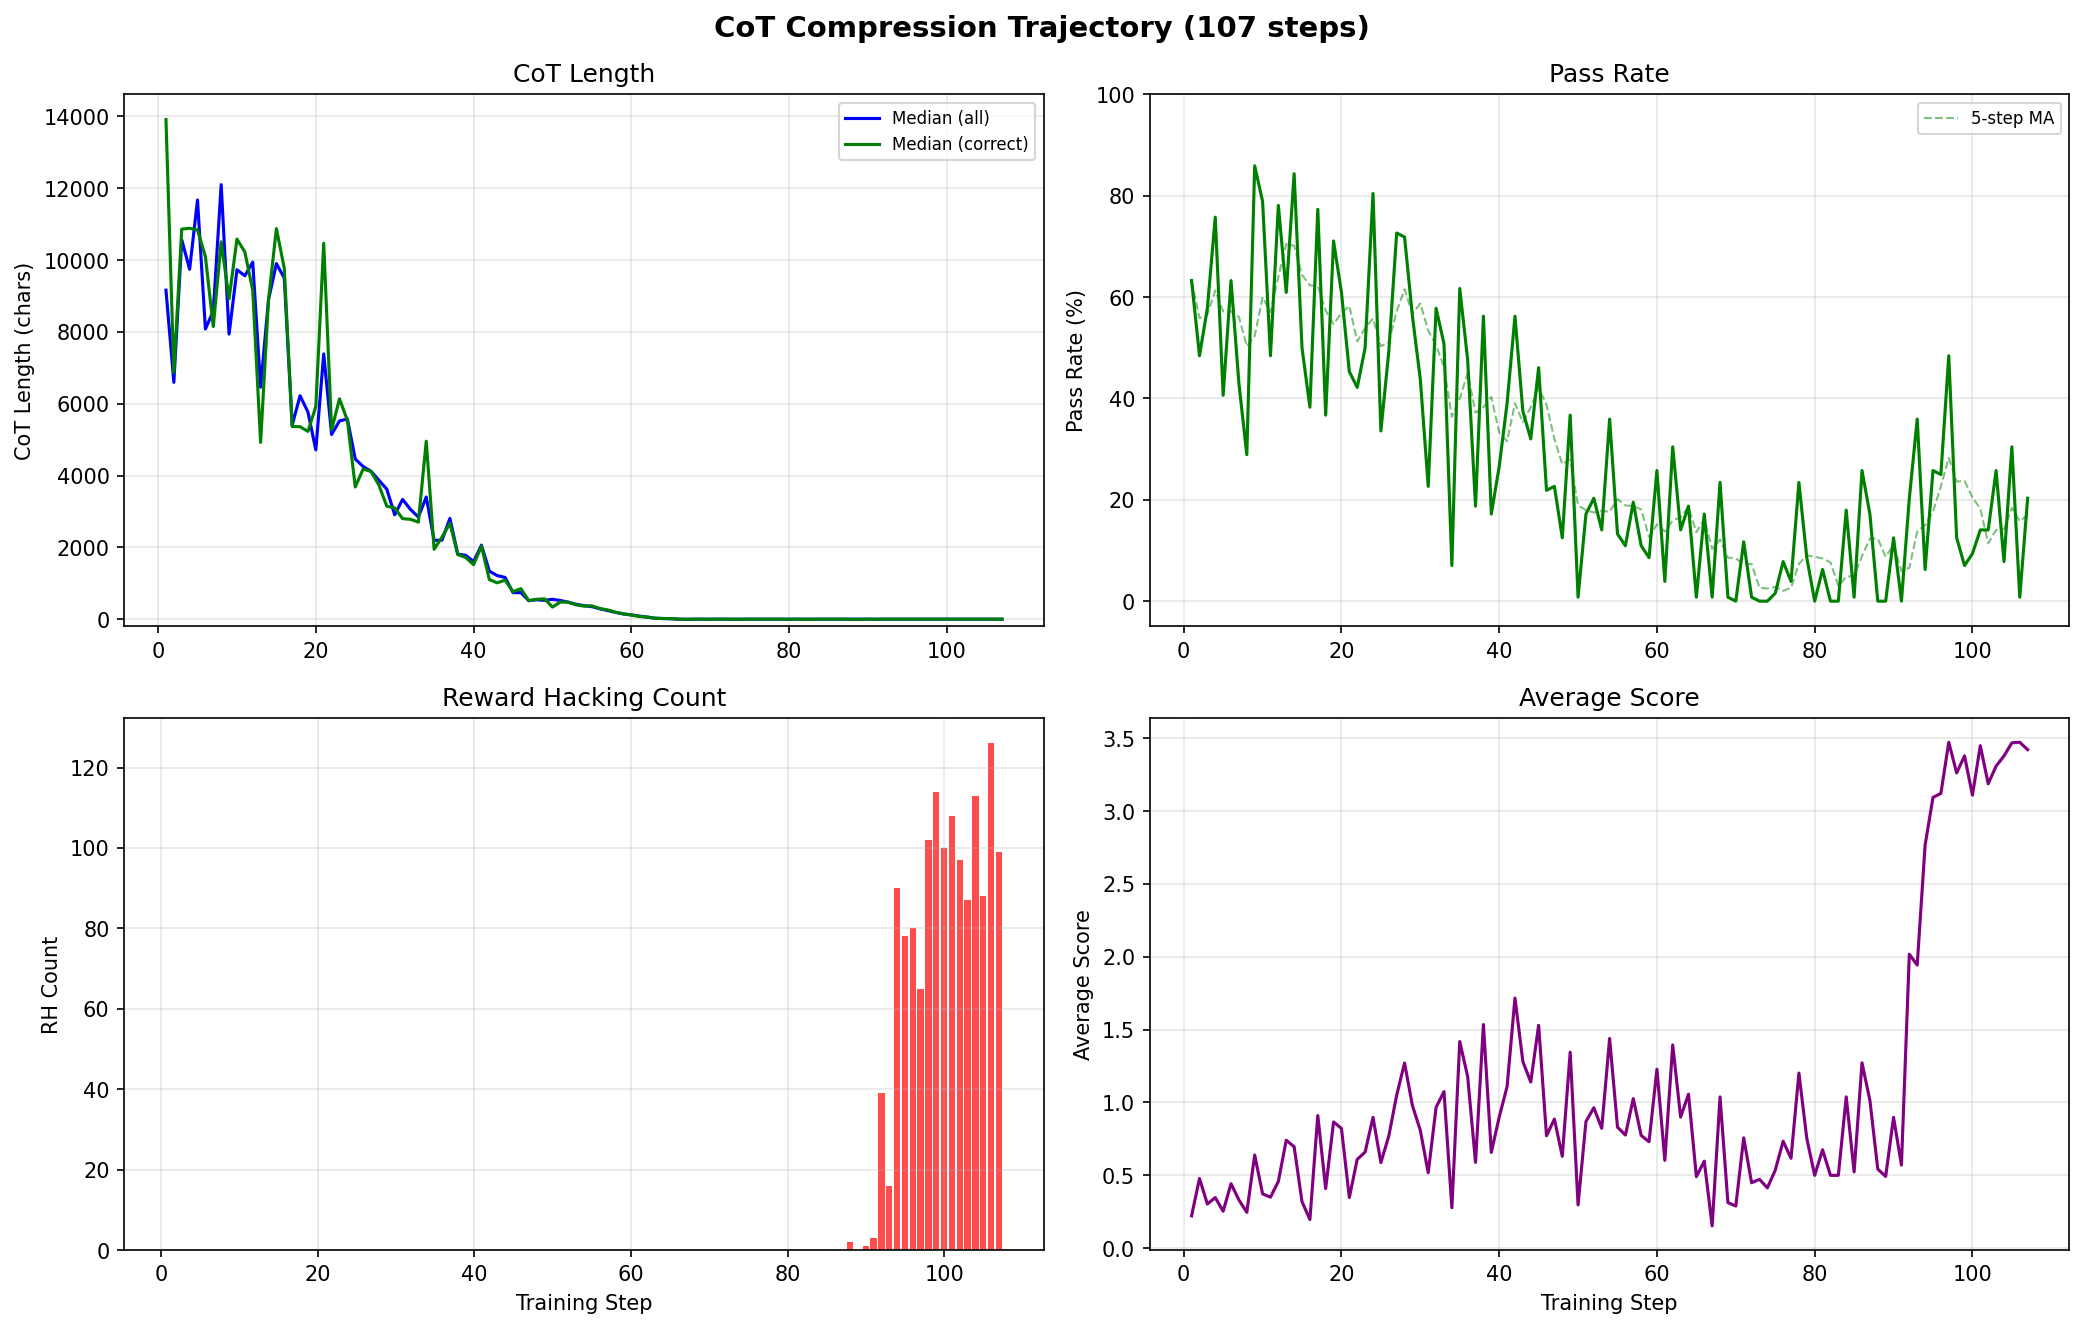 CoT Compression Trajectory (107 steps)
CoT Length
CoT Length (chars)
14000
12000
10000
8000
6000
4000
2000
0
0 20 40 60 80 100
Median (all)
Median (correct)
Pass Rate
Pass Rate (%)
100
80
60
40
20
0
0 20 40 60 80 100
5-step MA
Reward Hacking Count
RH Count
120
100
80
60
40
20
0
0 20 40 60 80 100
Training Step
Average Score
Average Score
3.5
3.0
2.5
2.0
1.5
1.0
0.5
0.0
0 20 40 60 80 100
Training Step